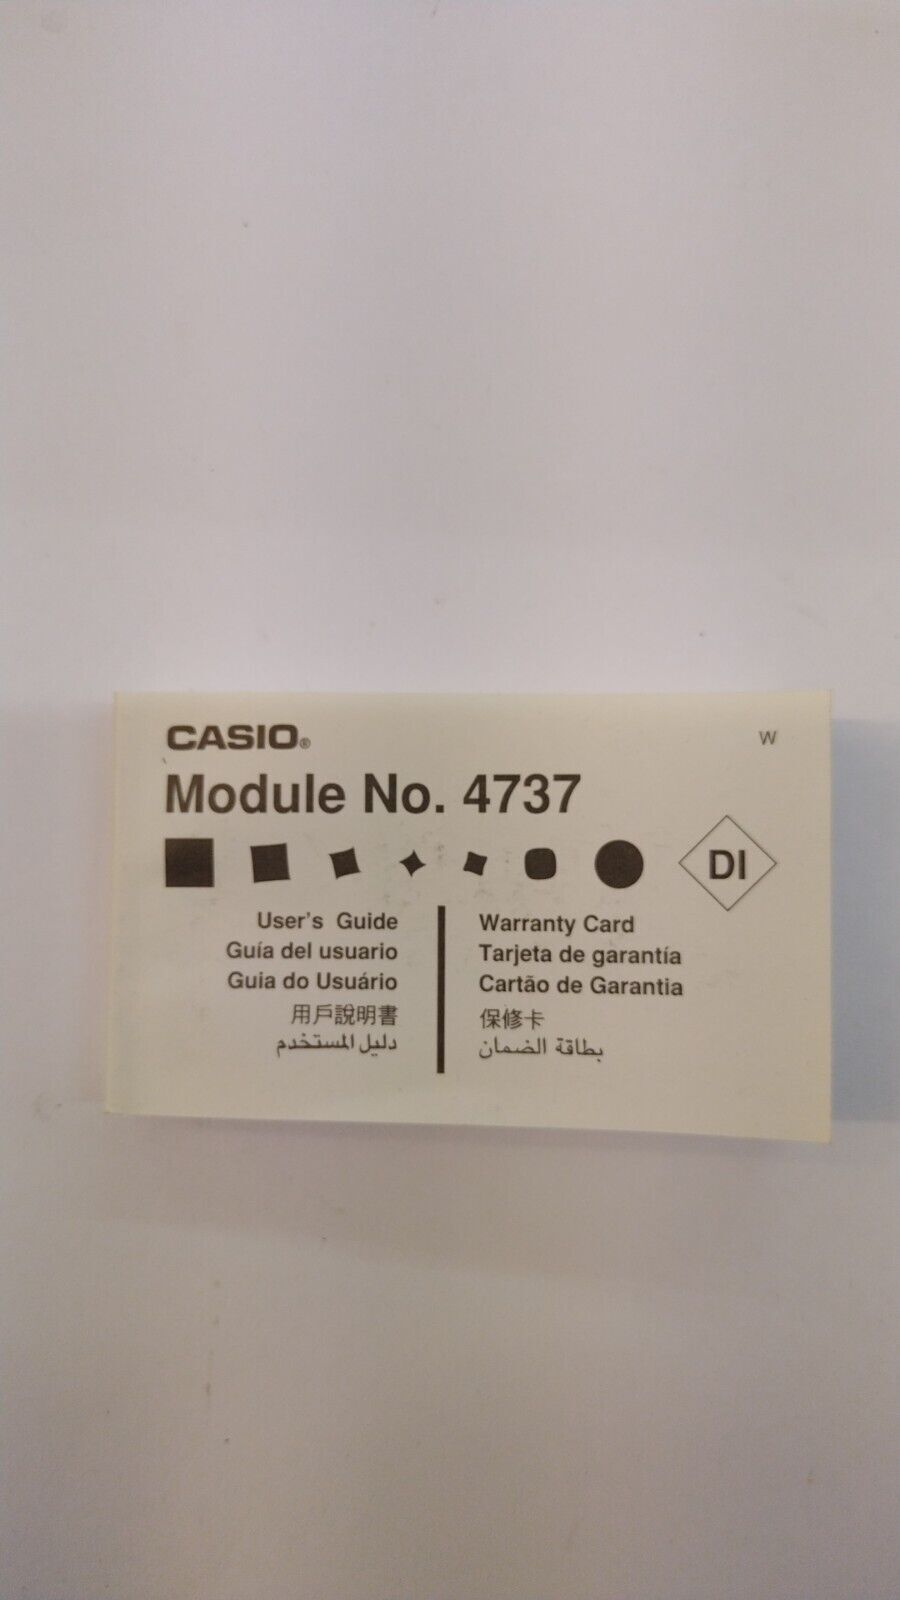 CASIO®
W
Module No. 4737
DI
User's Guide
Guía del usuario
Guia do Usuário
用戶說明書
دليل المستخدم
Warranty Card
Tarjeta de garantía
Cartão de Garantia
保修卡
بطاقة الضمان